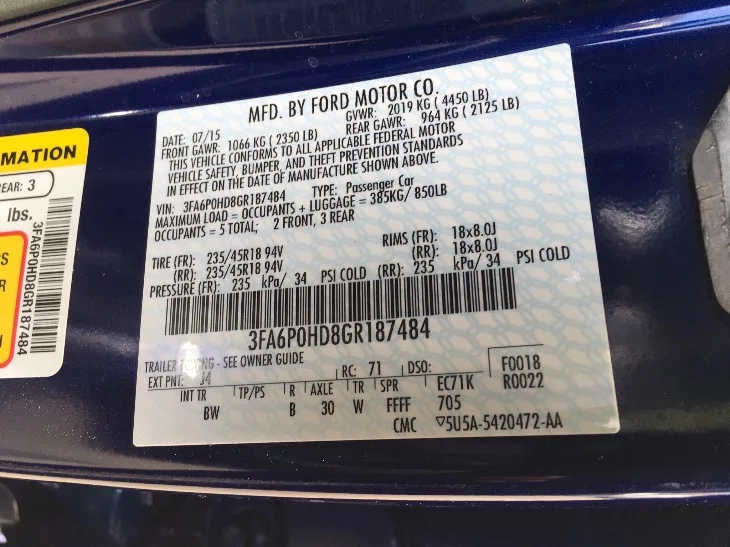 MFD. BY FORD MOTOR CO.
DATE: 07/15 GVWR: 2019 KG ( 4450 LB)
FRONT GAWR: 1066 KG ( 2350 LB) REAR GAWR: 964 KG ( 2125 LB)
THIS VEHICLE CONFORMS TO ALL APPLICABLE FEDERAL MOTOR
VEHICLE SAFETY, BUMPER, AND THEFT PREVENTION STANDARDS
IN EFFECT ON THE DATE OF MANUFACTURE SHOWN ABOVE.
VIN: 3FA6P0HD8GR187484 TYPE: Passenger Car
MAXIMUM LOAD = OCCUPANTS + LUGGAGE = 385KG/ 850LB
OCCUPANTS = 5 TOTAL; 2 FRONT, 3 REAR
TIRE (FR): 235/45R18 94V RIMS (FR): 18x8.0J
(RR): 235/45R18 94V (RR): 18x8.0J
PRESSURE (FR): 235 kPa/ 34 PSI COLD (RR): 235 kPa/ 34 PSI COLD
3FA6P0HD8GR187484
TRAILER TOWING - SEE OWNER GUIDE
EXT PNT: J4 RC: 71 DSO: F0018
INT TR TP/PS R AXLE TR SPR EC71K R0022
BW B 30 W FFFF 705
CMC ▽5U5A-5420472-AA
MATION
EAR: 3
lbs.
S
R
3FA6P0HD8GR187484